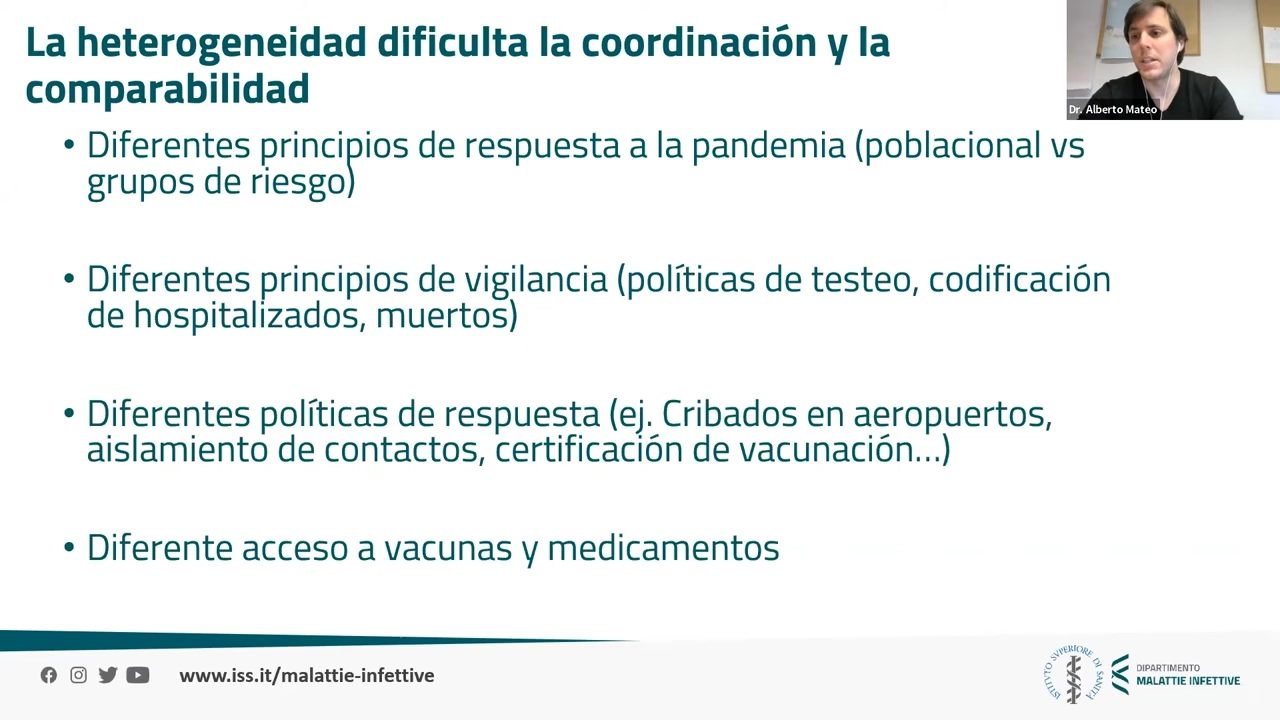 La heterogeneidad dificulta la coordinación y la
comparabilidad
Dr. Alberto Mateo
• Diferentes principios de respuesta a la pandemia (poblacional vs
grupos de riesgo)
• Diferentes principios de vigilancia (políticas de testeo, codificación
de hospitalizados, muertos)
• Diferentes políticas de respuesta (ej. Cribados en aeropuertos,
aislamiento de contactos, certificación de vacunación...)
• Diferente acceso a vacunas y medicamentos
www.iss.it/malattie-infettive
ISTITUTO SVPERIORE DI SANITÀ
DIPARTIMENTO
MALATTIE INFETTIVE